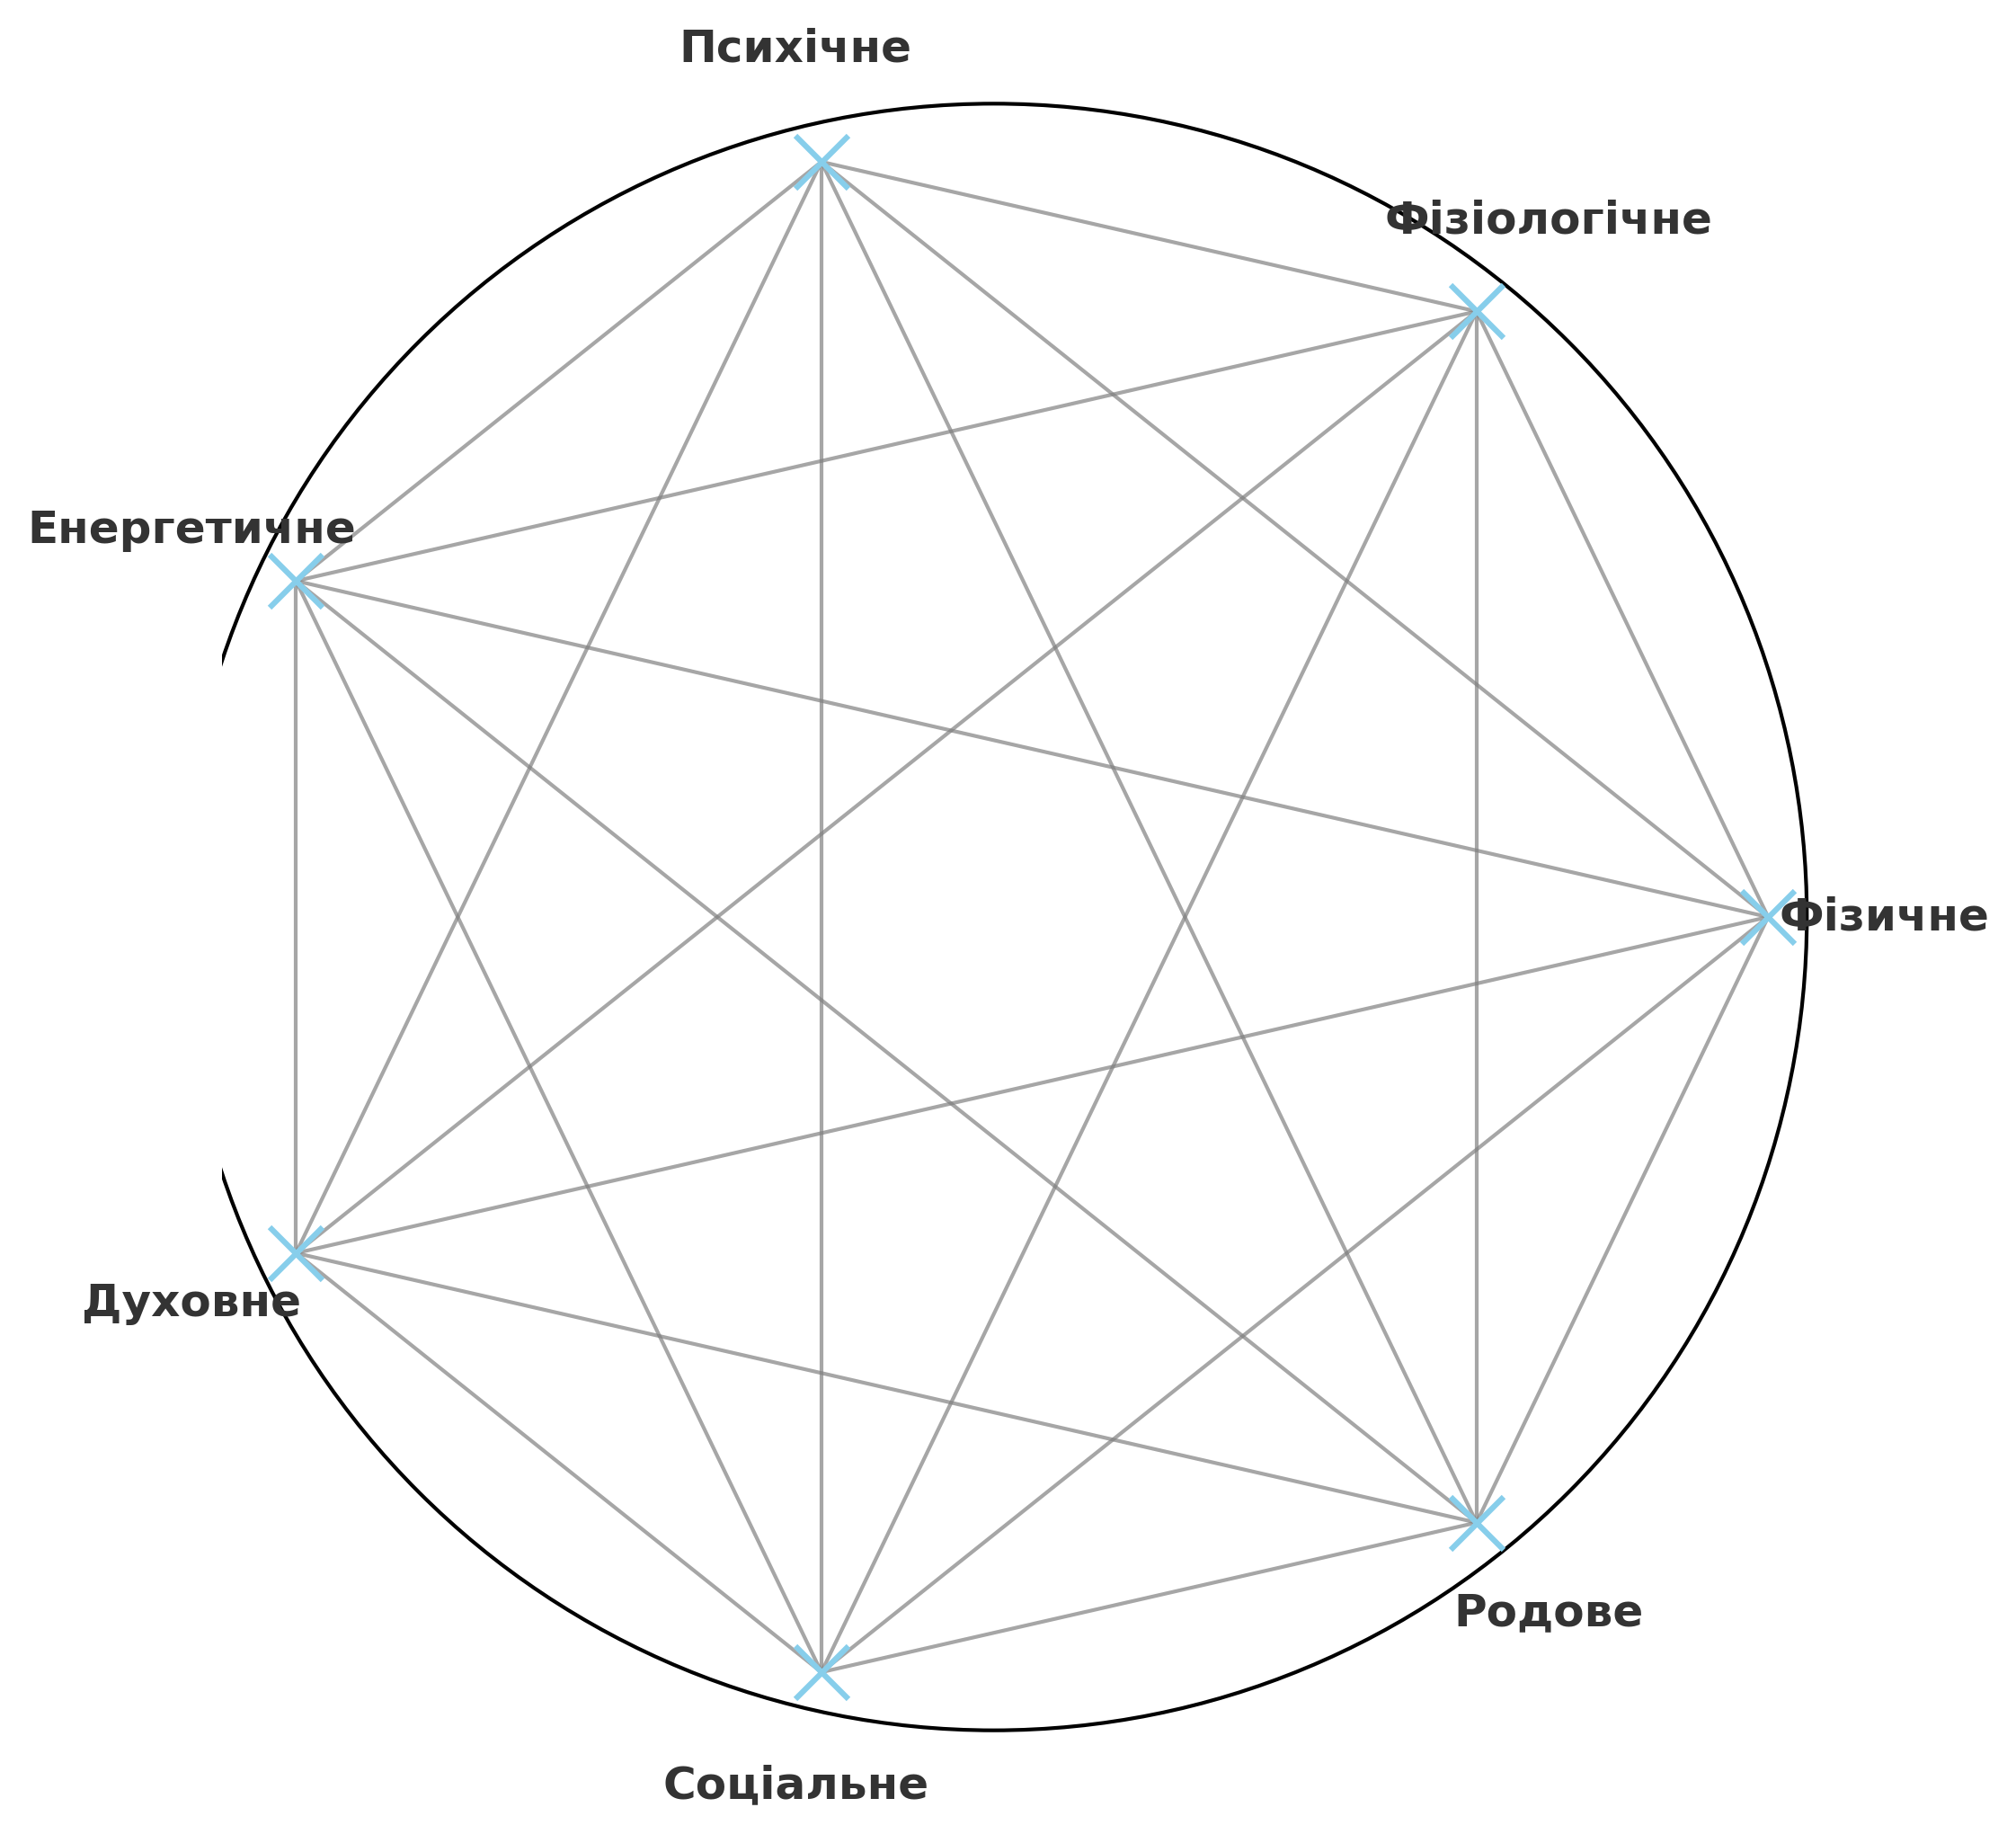 Психічне
Фізіологічне
Енергетичне
Фізичне
Духовне
Родове
Соціальне